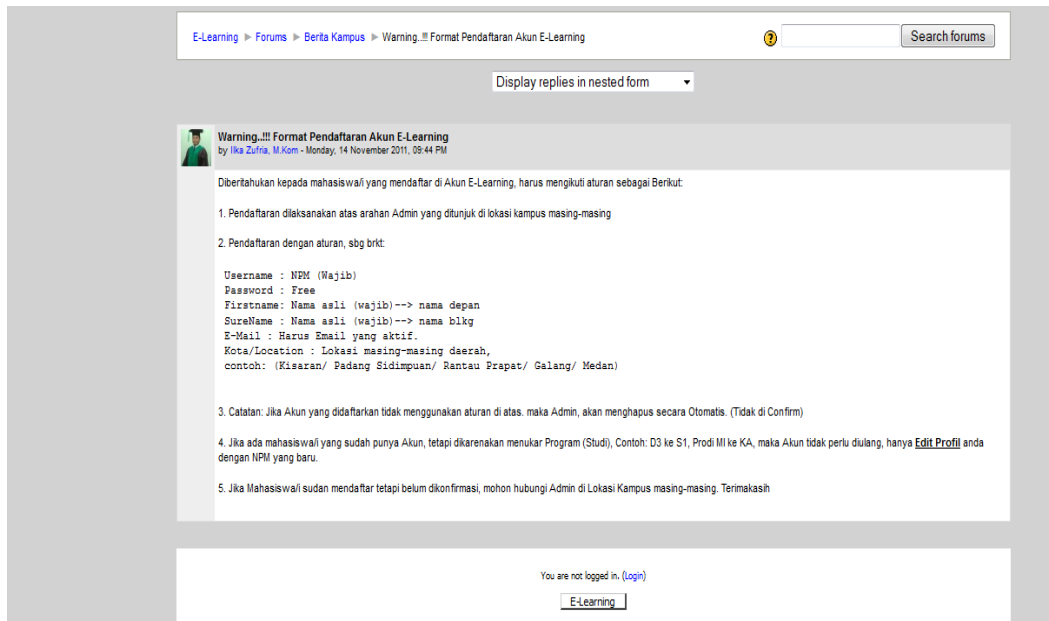 E-Learning ► Forums ► Berita Kampus ► Warning..!!! Format Pendaftaran Akun E-Learning
?
Search forums
Display replies in nested form
Warning..!!! Format Pendaftaran Akun E-Learning
by Ilka Zufria, M.Kom - Monday, 14 November 2011, 09:44 PM
Diberitahukan kepada mahasiswa/i yang mendaftar di Akun E-Learning, harus mengikuti aturan sebagai Berikut:
1. Pendaftaran dilaksanakan atas arahan Admin yang ditunjuk di lokasi kampus masing-masing
2. Pendaftaran dengan aturan, sbg brkt:
Username : NPM (Wajib)
Password : Free
Firstname: Nama asli (wajib)--> nama depan
SureName : Nama asli (wajib)--> nama blkg
E-Mail : Harus Email yang aktif.
Kota/Location : Lokasi masing-masing daerah,
contoh: (Kisaran/ Padang Sidimpuan/ Rantau Prapat/ Galang/ Medan)
3. Catatan: Jika Akun yang didaftarkan tidak menggunakan aturan di atas. maka Admin, akan menghapus secara Otomatis. (Tidak di Confirm)
4. Jika ada mahasiswa/i yang sudah punya Akun, tetapi dikarenakan menukar Program (Studi), Contoh: D3 ke S1, Prodi MI ke KA, maka Akun tidak perlu diulang, hanya Edit Profil anda
dengan NPM yang baru.
5. Jika Mahasiswa/i sudan mendaftar tetapi belum dikonfirmasi, mohon hubungi Admin di Lokasi Kampus masing-masing. Terimakasih
You are not logged in. (Login)
E-Learning